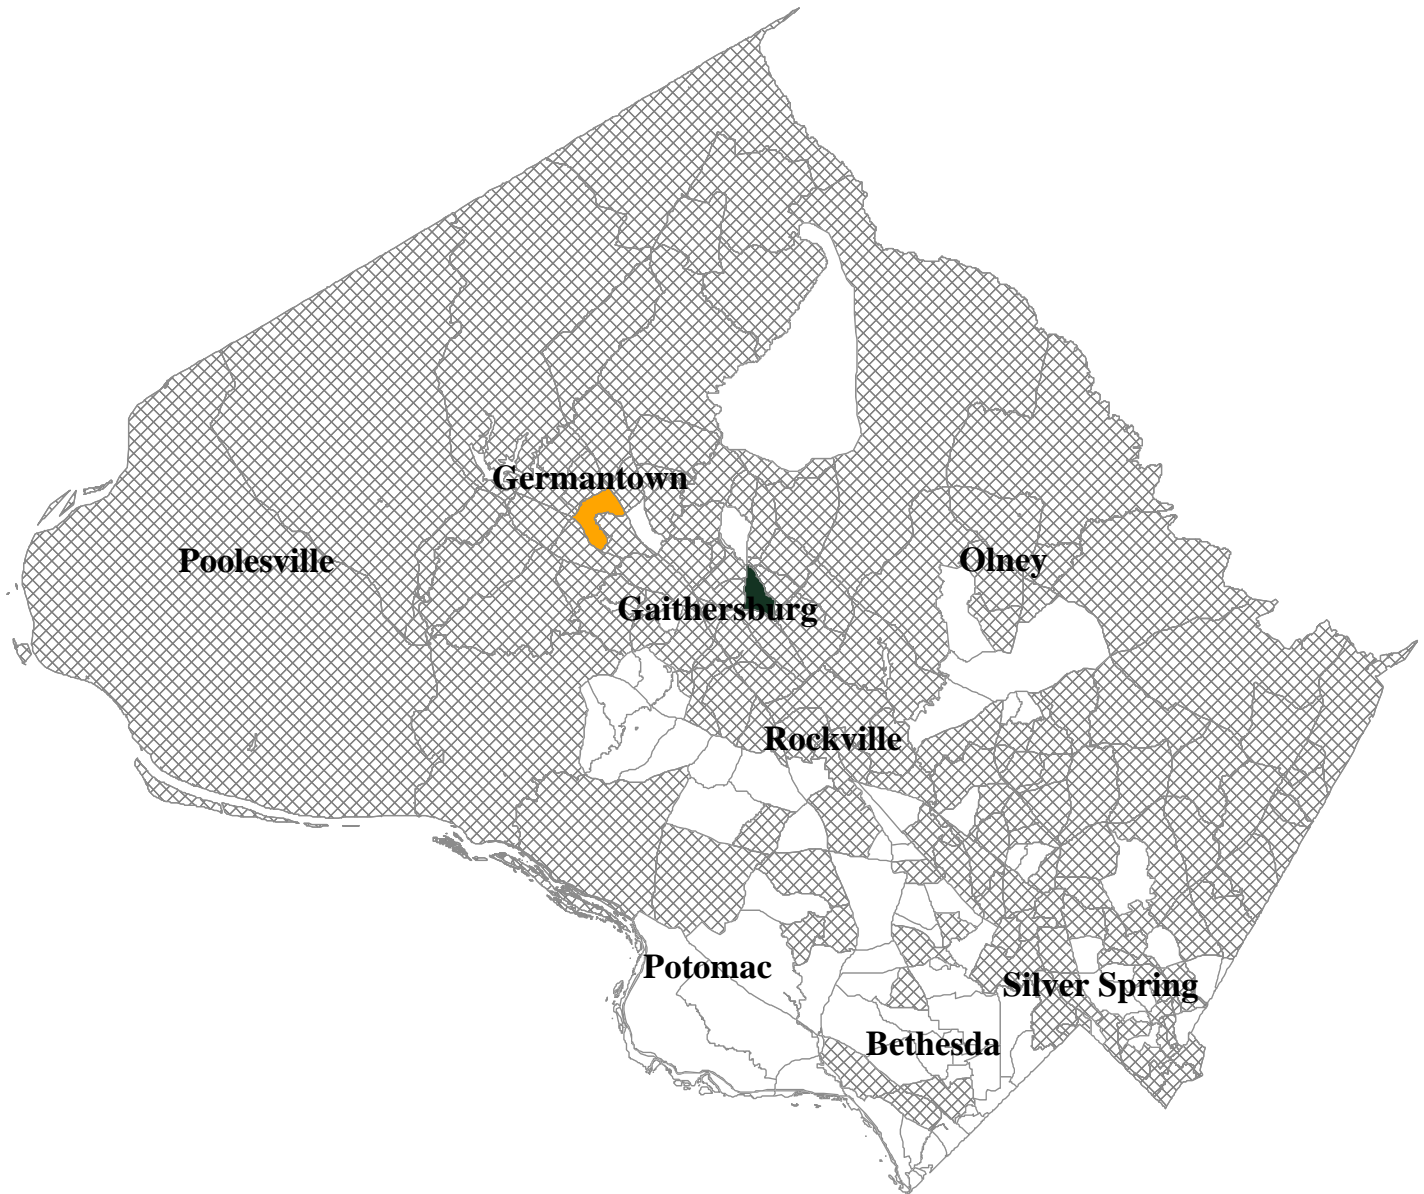 Germantown
Poolesville
Olney
Gaithersburg
Rockville
Potomac
Silver Spring
Bethesda